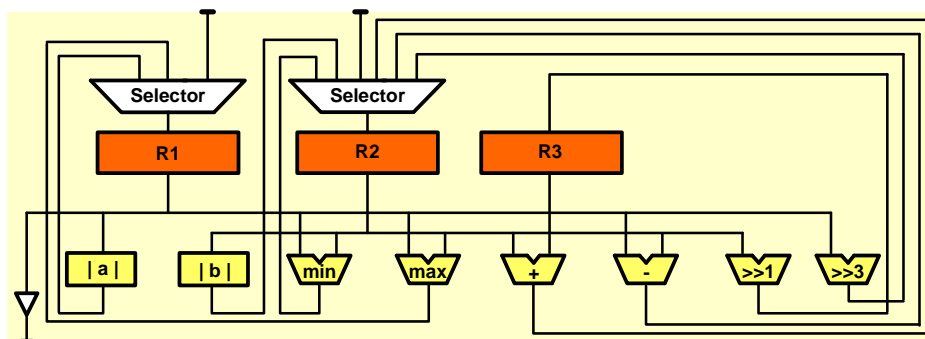 Selector
Selector
R1
R2
R3
| a |
| b |
min
max
+
-
>>1
>>3